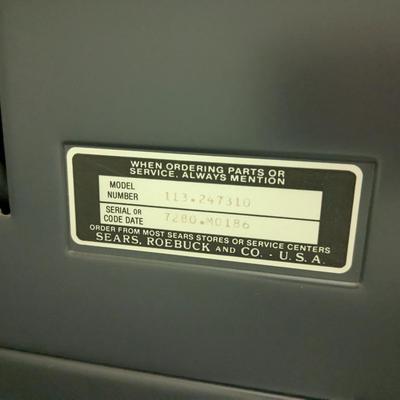 WHEN ORDERING PARTS OR
SERVICE, ALWAYS MENTION
MODEL
NUMBER 113.247310
SERIAL OR
CODE DATE 7280.M0186
ORDER FROM MOST SEARS STORES OR SERVICE CENTERS
SEARS, ROEBUCK AND CO. - U.S.A.